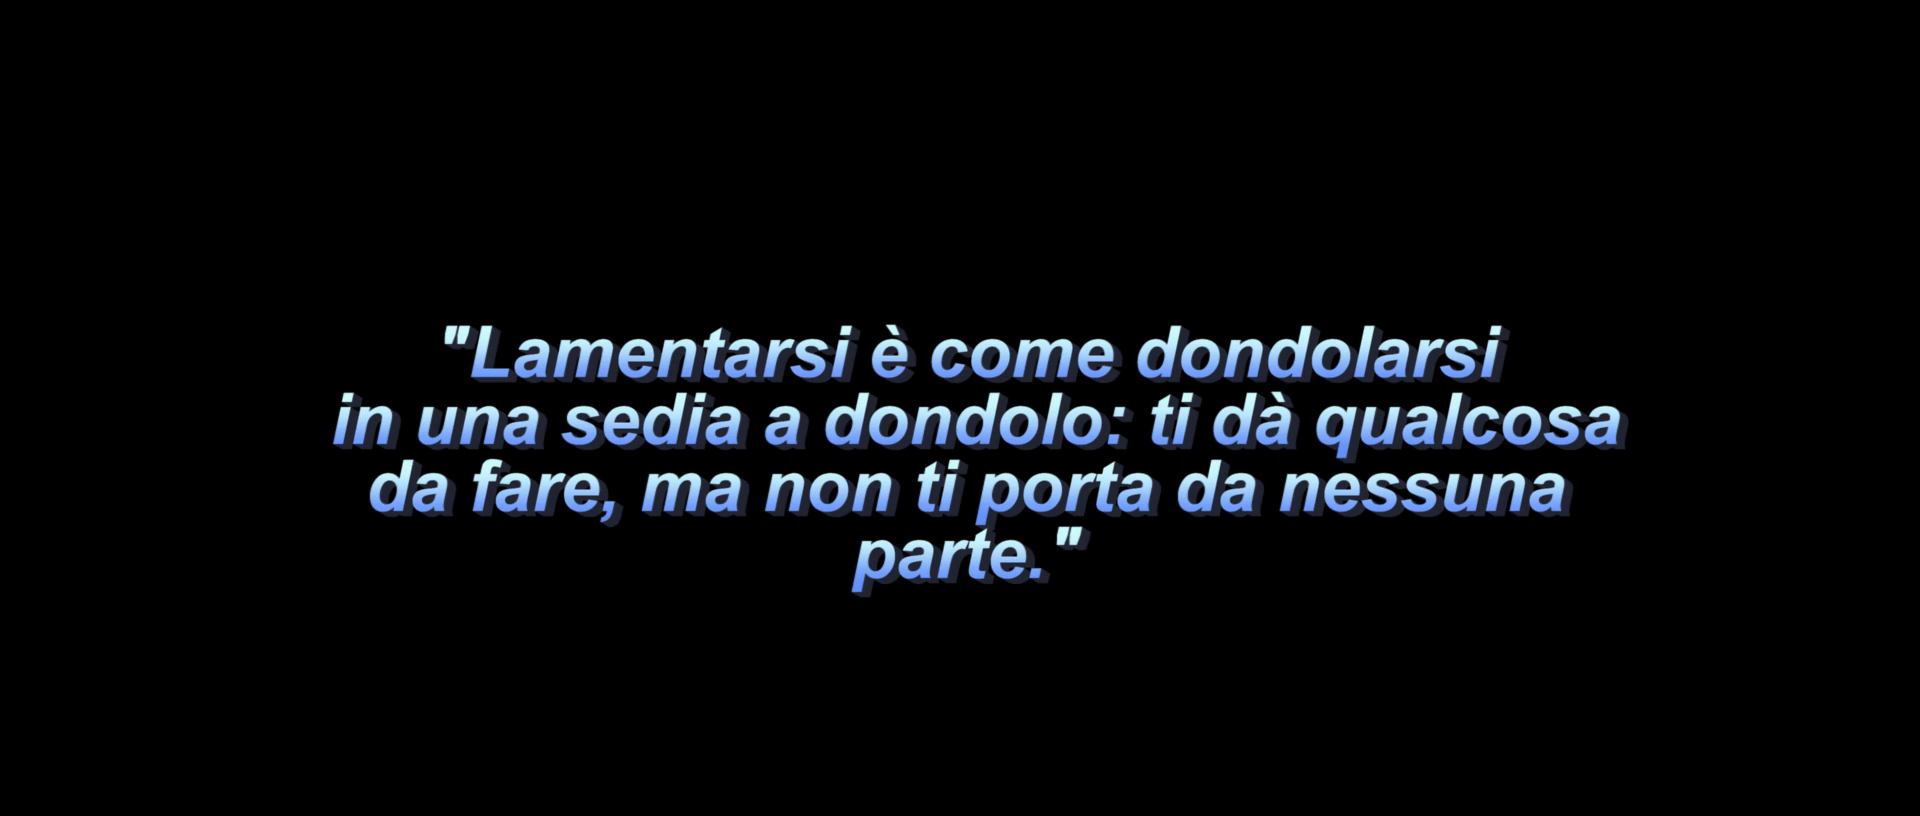 "Lamentarsi è come dondolarsi
in una sedia a dondolo: ti dà qualcosa
da fare, ma non ti porta da nessuna
parte."